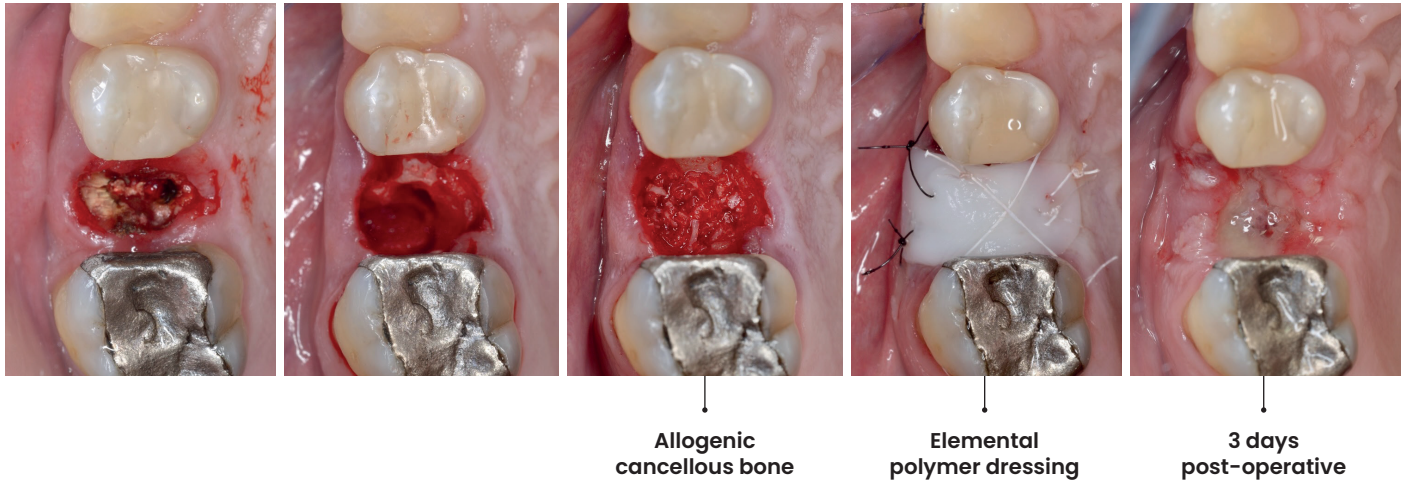 Allogenic
cancellous bone
Elemental
polymer dressing
3 days
post-operative